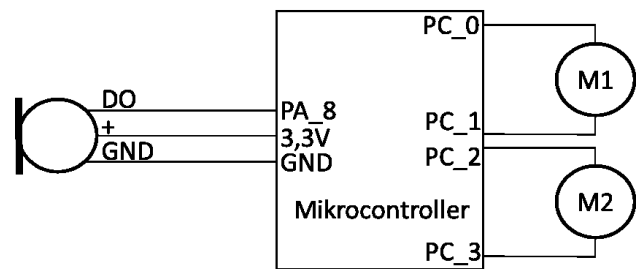 DO
+
GND
PA_8
3,3V
GND
Mikrocontroller
PC_0
PC_1
PC_2
PC_3
M1
M2